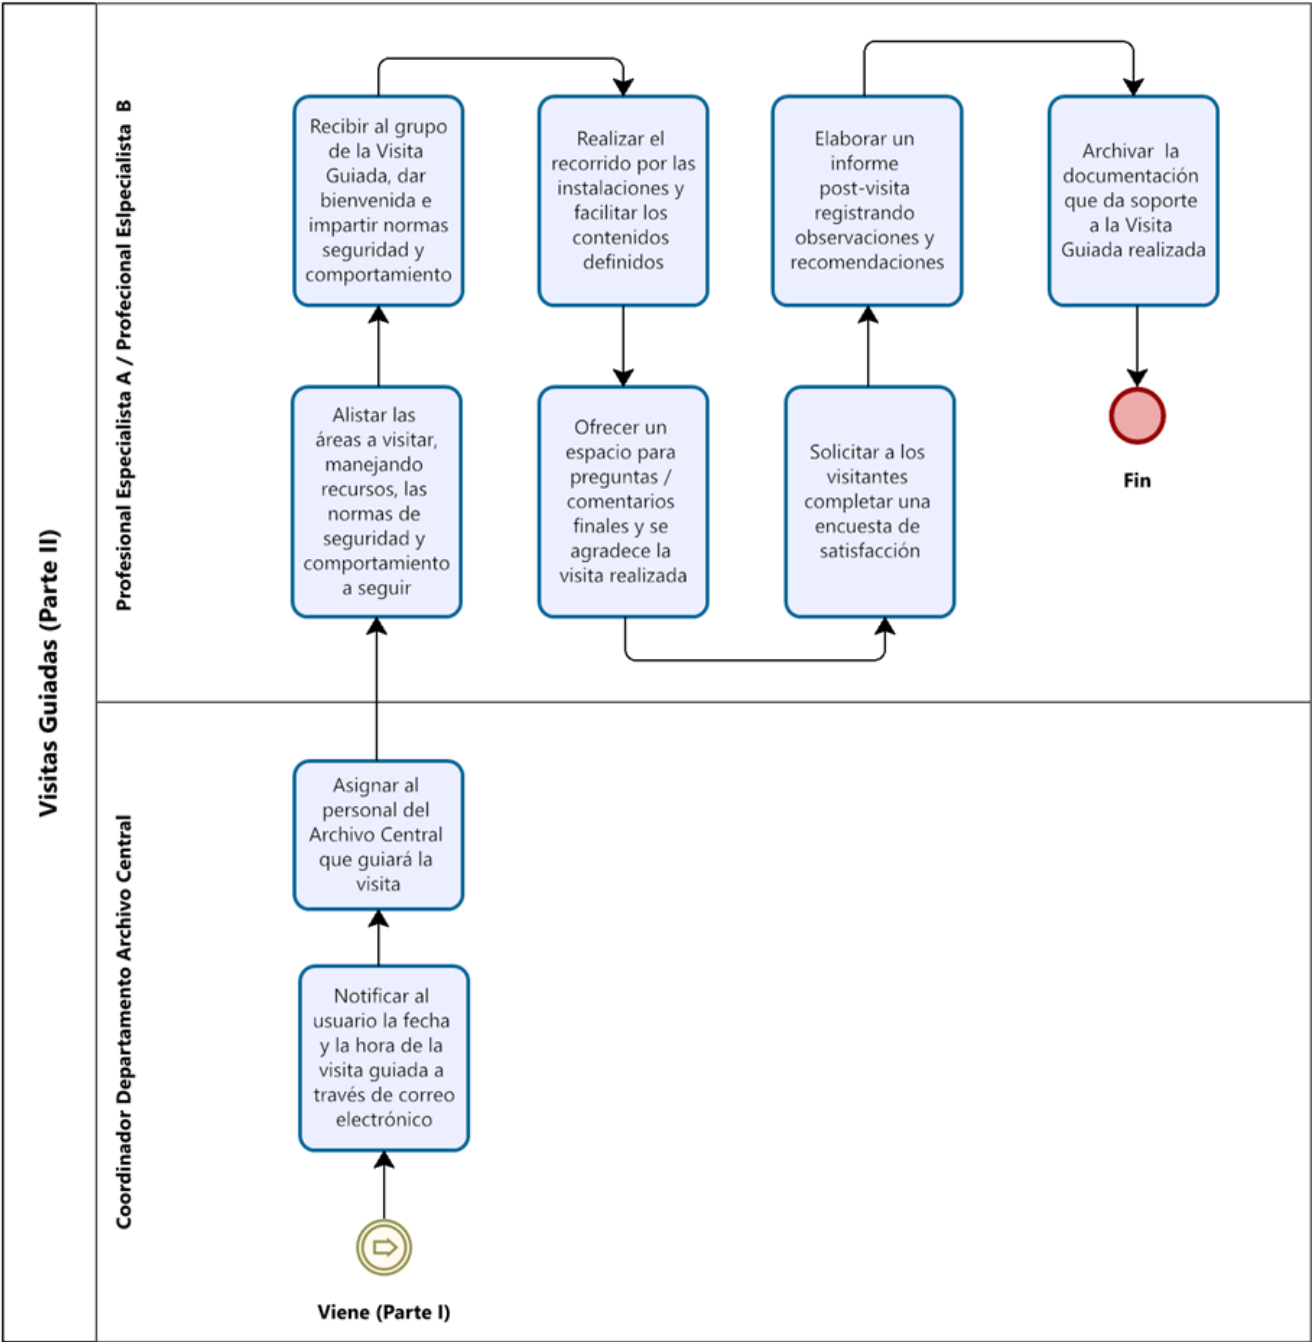 Visitas Guiadas (Parte II)
Profesional Especialista A / Profecional Eslpecialista  B
Recibir al grupo
de la Visita
Guiada, dar
bienvenida e
impartir normas
seguridad y
comportamiento
Realizar el
recorrido por las
instalaciones y
facilitar los
contenidos
definidos
Elaborar un
informe
post-visita
registrando
observaciones y
recomendaciones
Archivar  la
documentación
que da soporte
a la Visita
Guiada realizada
Alistar las
áreas a visitar,
manejando
recursos, las
normas de
seguridad y
comportamiento
a seguir
Ofrecer un
espacio para
preguntas /
comentarios
finales y se
agradece la
visita realizada
Solicitar a los
visitantes
completar una
encuesta de
satisfacción
Fin
Coordinador Departamento Archivo Central
Asignar al
personal del
Archivo Central
que guiará la
visita
Notificar al
usuario la fecha
y la hora de la
visita guiada a
través de correo
electrónico
Viene (Parte I)